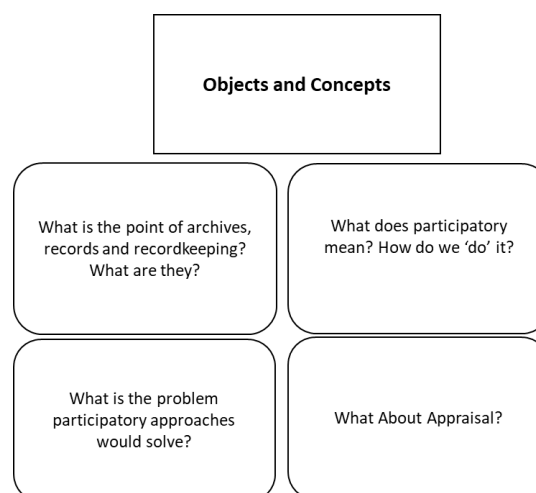 Objects and Concepts
What is the point of archives,
records and recordkeeping?
What are they?
What does participatory
mean? How do we ‘do’ it?
What is the problem
participatory approaches
would solve?
What About Appraisal?